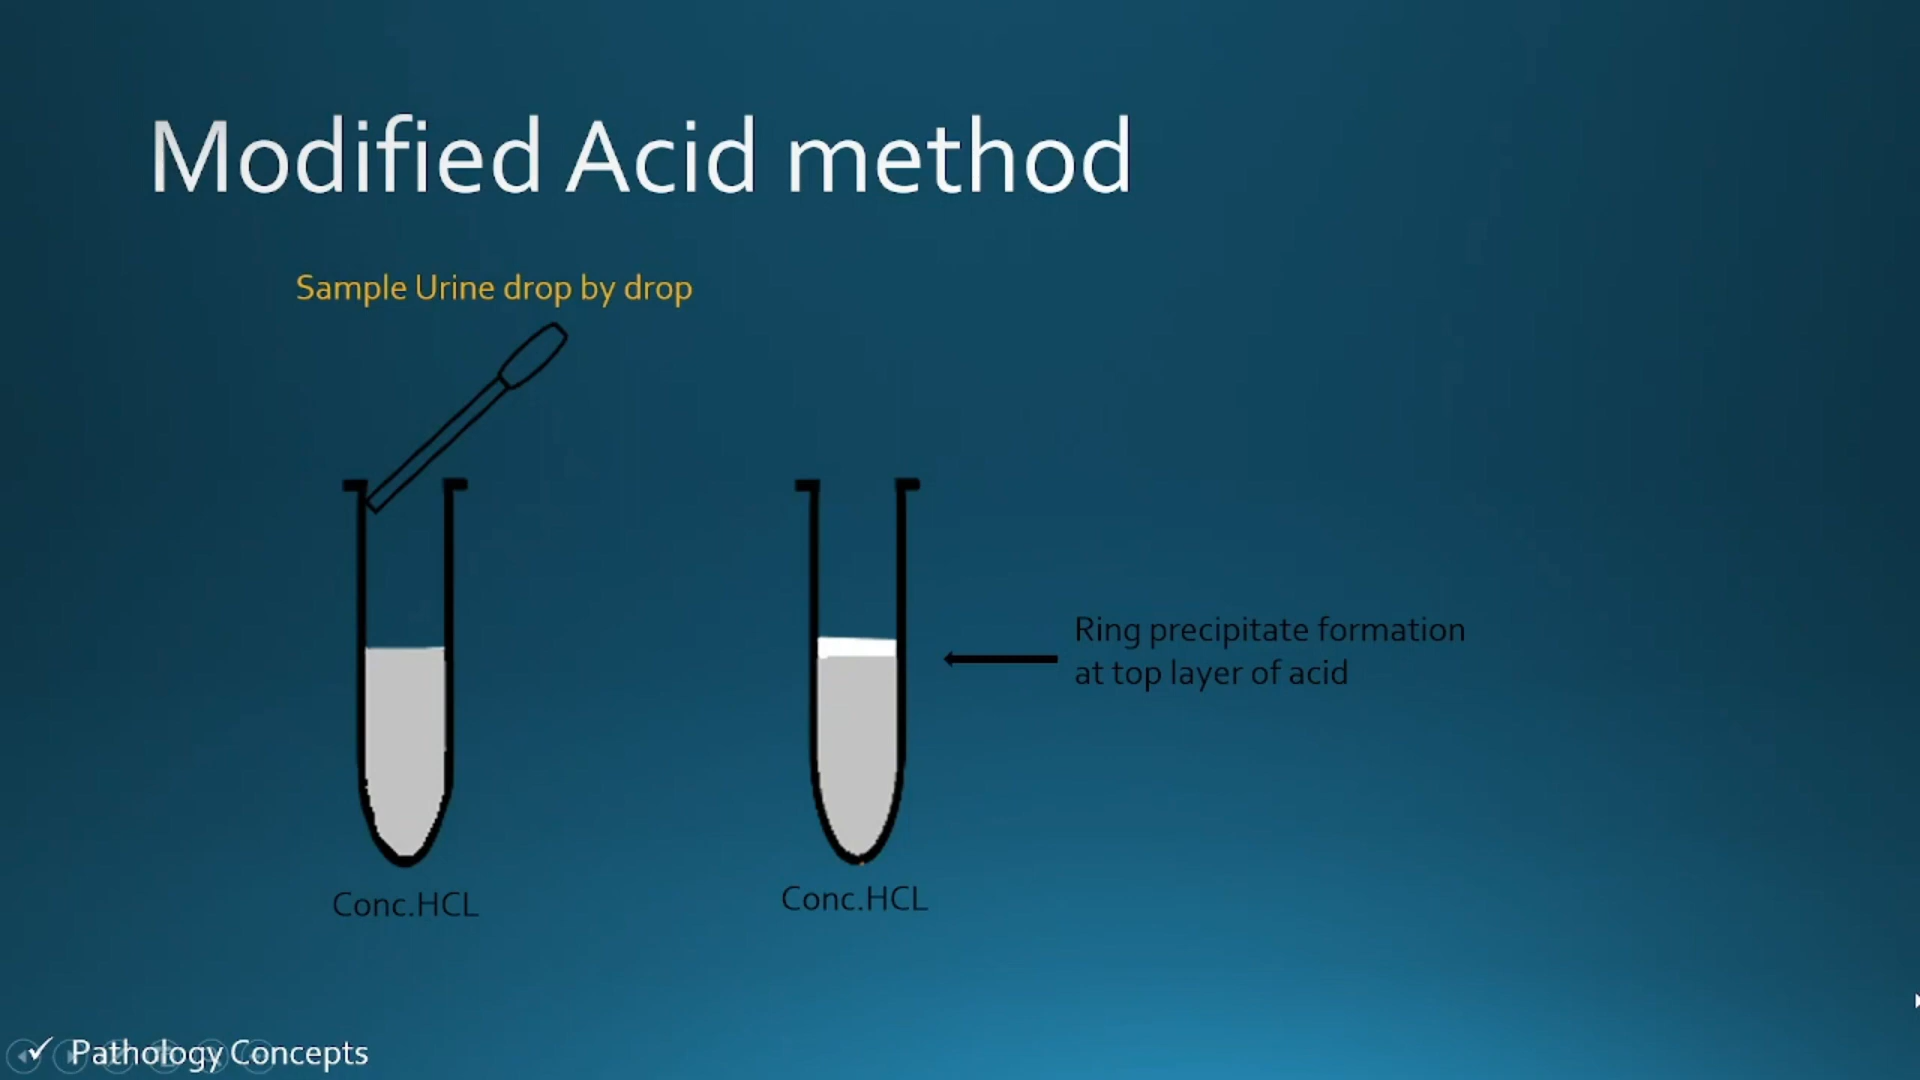 Modified Acid method
Sample Urine drop by drop
Ring precipitate formation
at top layer of acid
Conc.HCL
Conc.HCL
✓ Pathology Concepts